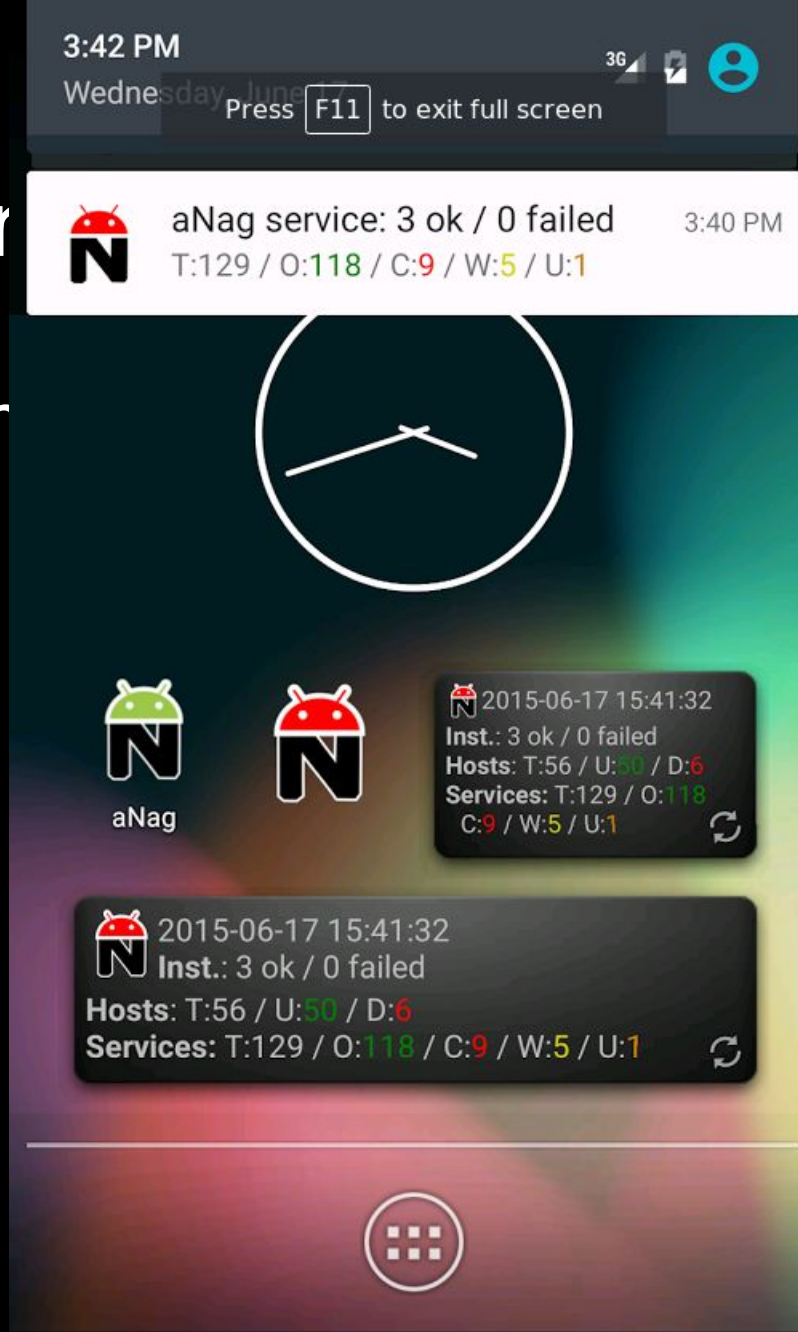 3:42 PM
3G
Wednesday, June 17
Press F11 to exit full screen
aNag service: 3 ok / 0 failed
3:40 PM
T:129 / O:118 / C:9 / W:5 / U:1
2015-06-17 15:41:32
Inst.: 3 ok / 0 failed
Hosts: T:56 / U:50 / D:6
Services: T:129 / O:118
C:9 / W:5 / U:1
aNag
2015-06-17 15:41:32
Inst.: 3 ok / 0 failed
Hosts: T:56 / U:50 / D:6
Services: T:129 / O:118 / C:9 / W:5 / U:1